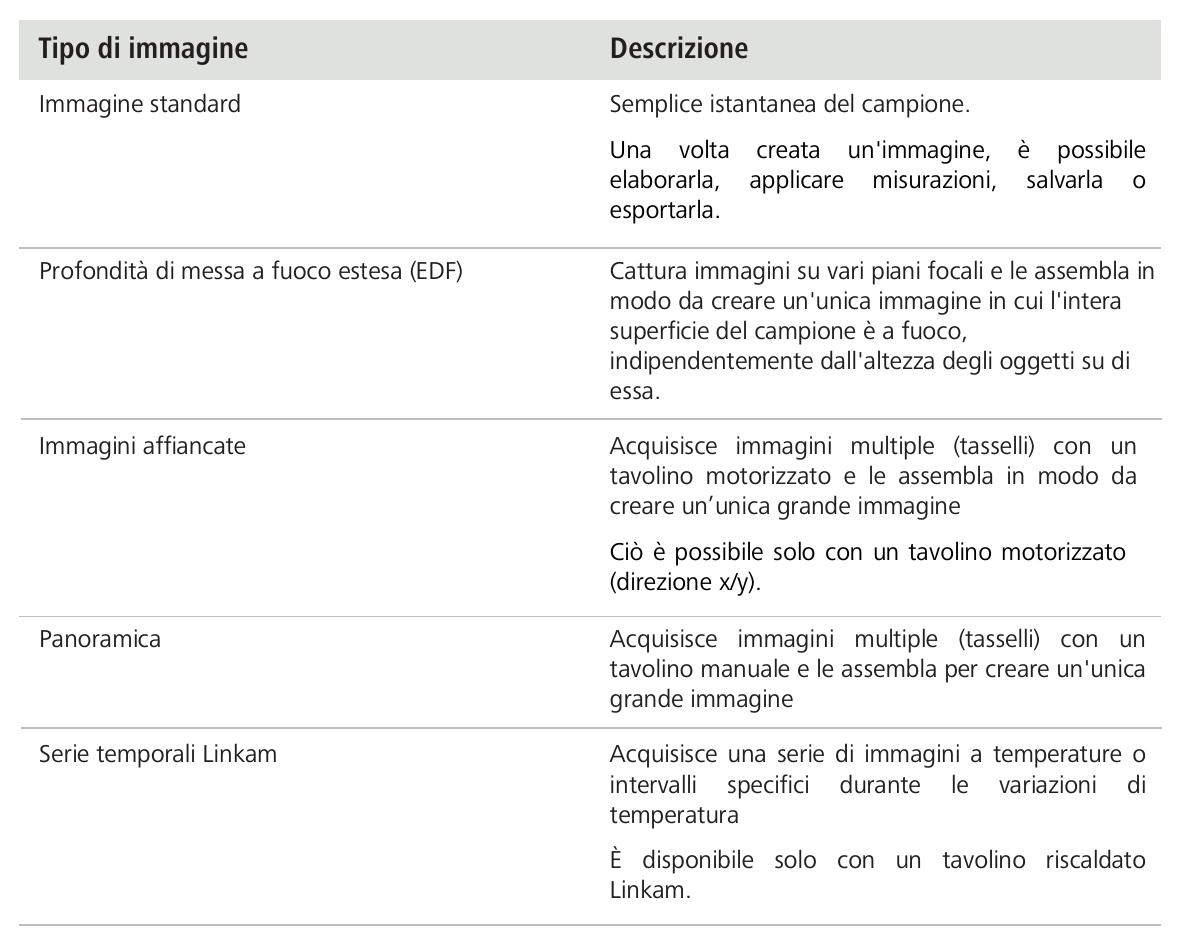 Tipo di immagine
Descrizione
Immagine standard
Semplice istantanea del campione.
Una volta creata un'immagine, è possibile
elaborarla, applicare misurazioni, salvarla o
esportarla.
Profondità di messa a fuoco estesa (EDF)
Cattura immagini su vari piani focali e le assembla in
modo da creare un'unica immagine in cui l'intera
superficie del campione è a fuoco,
indipendentemente dall'altezza degli oggetti su di
essa.
Immagini affiancate
Acquisisce immagini multiple (tasselli) con un
tavolino motorizzato e le assembla in modo da
creare un’unica grande immagine
Ciò è possibile solo con un tavolino motorizzato
(direzione x/y).
Panoramica
Acquisisce immagini multiple (tasselli) con un
tavolino manuale e le assembla per creare un'unica
grande immagine
Serie temporali Linkam
Acquisisce una serie di immagini a temperature o
intervalli specifici durante le variazioni di
temperatura
È disponibile solo con un tavolino riscaldato
Linkam.